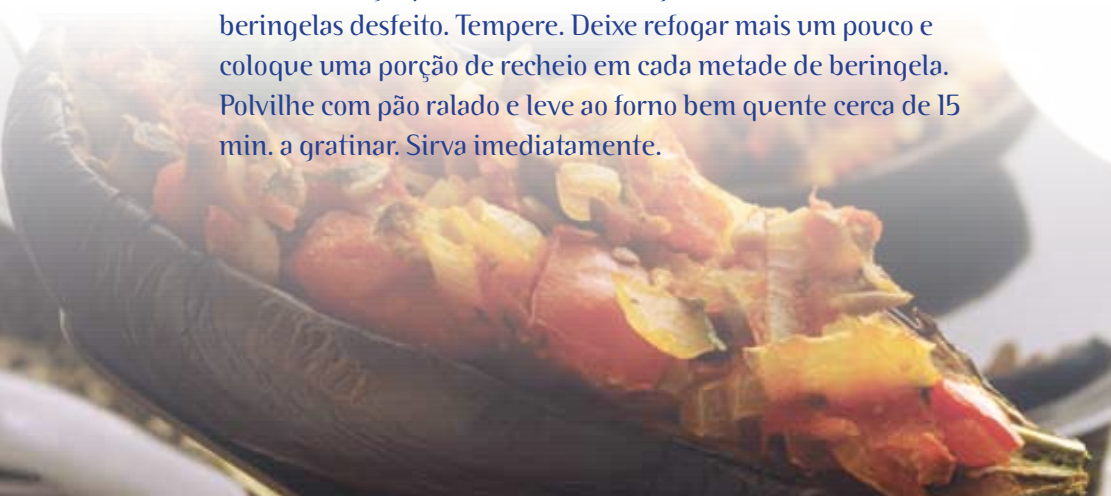 beringelas desfeito. Tempere. Deixe refogar mais um pouco e
coloque uma porção de recheio em cada metade de beringela.
Polvilhe com pão ralado e leve ao forno bem quente cerca de 15
min. a gratinar. Sirva imediatamente.